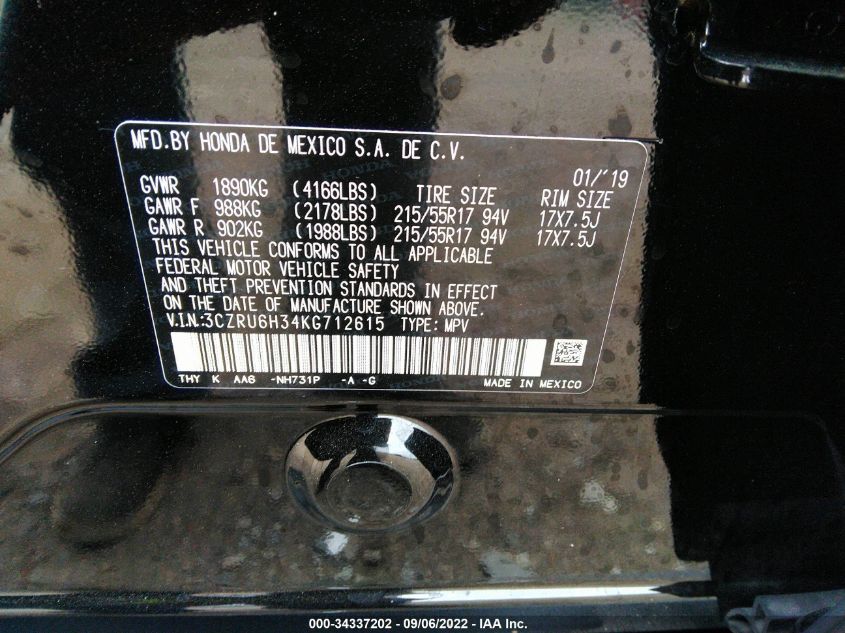 MFD.BY HONDA DE MEXICO S.A. DE C.V.
01/'19
GVWR 1890KG (4166LBS) TIRE SIZE RIM SIZE
GAWR F 988KG (2178LBS) 215/55R17 94V 17X7.5J
GAWR R 902KG (1988LBS) 215/55R17 94V 17X7.5J
THIS VEHICLE CONFORMS TO ALL APPLICABLE
FEDERAL MOTOR VEHICLE SAFETY
AND THEFT PREVENTION STANDARDS IN EFFECT
ON THE DATE OF MANUFACTURE SHOWN ABOVE.
V.I.N:3CZRU6H34KG712615 TYPE: MPV
THY K AA6 -NH731P -A -G MADE IN MEXICO
000-34337202 - 09/06/2022 - IAA Inc.